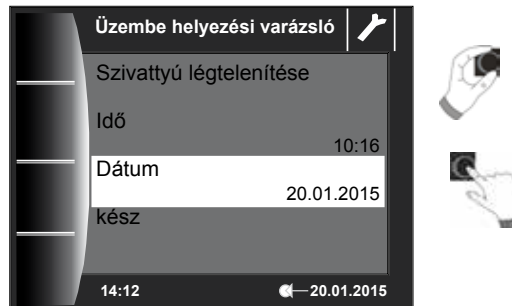 Üzembe helyezési varázsló
Szivattyú légtelenítése
Idő
10:16
Dátum
20.01.2015
kész
14:12
20.01.2015